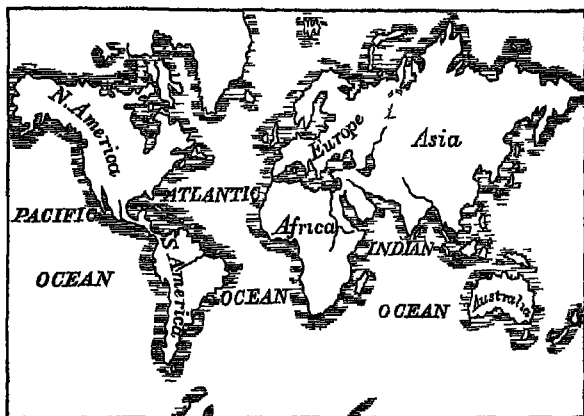 N. America
Europe
Asia
ATLANTIC
PACIFIC
Africa
INDIAN
S. America
OCEAN
OCEAN
OCEAN
Australia